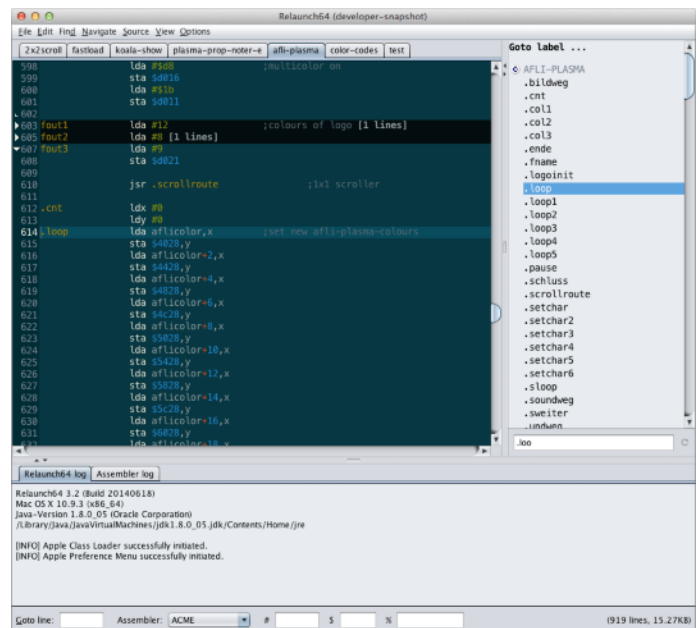 Relaunch64 (developer-snapshot)
File Edit Find Navigate Source View Options
2x2scroll fastload koala-show plasma-prop-noter-e afli-plasma color-codes test
598 lda #$d8 ;multicolor on
599 sta $d016
600 lda #$1b
601 sta $d011
602
603 fout1 lda #12 ;colours of logo [1 lines]
605 fout2 lda #8 [1 lines]
607 fout3 lda #9
608 sta $d021
609
610 jsr .scrollroute ;1x1 scroller
611
612 .cnt ldx #0
613 ldy #0
614 .loop lda aflicolor,x ;set new afli-plasma-colours
615 sta $4028,y
616 lda aflicolor+2,x
617 sta $4428,y
618 lda aflicolor+4,x
619 sta $4828,y
620 lda aflicolor+6,x
621 sta $4c28,y
622 lda aflicolor+8,x
623 sta $5028,y
624 lda aflicolor+10,x
625 sta $5428,y
626 lda aflicolor+12,x
627 sta $5828,y
628 lda aflicolor+14,x
629 sta $5c28,y
630 lda aflicolor+16,x
631 sta $6028,y
632 lda aflicolor+18,x
Goto label ...
AFLI-PLASMA
.bildweg
.cnt
.col1
.col2
.col3
.ende
.fname
.logoinit
.loop
.loop1
.loop2
.loop3
.loop4
.loop5
.pause
.schluss
.scrollroute
.setchar
.setchar2
.setchar3
.setchar4
.setchar5
.setchar6
.sloop
.soundweg
.sweiter
.undweg
.loo
Relaunch64 log Assembler log
Relaunch64 3.2 (Build 20140618)
Mac OS X 10.9.3 (x86_64)
Java-Version 1.8.0_05 (Oracle Corporation)
/Library/Java/JavaVirtualMachines/jdk1.8.0_05.jdk/Contents/Home/jre
[INFO] Apple Class Loader successfully initiated.
[INFO] Apple Preference Menu successfully initiated.
Goto line: Assembler: ACME # $ % (919 lines, 15.27KB)